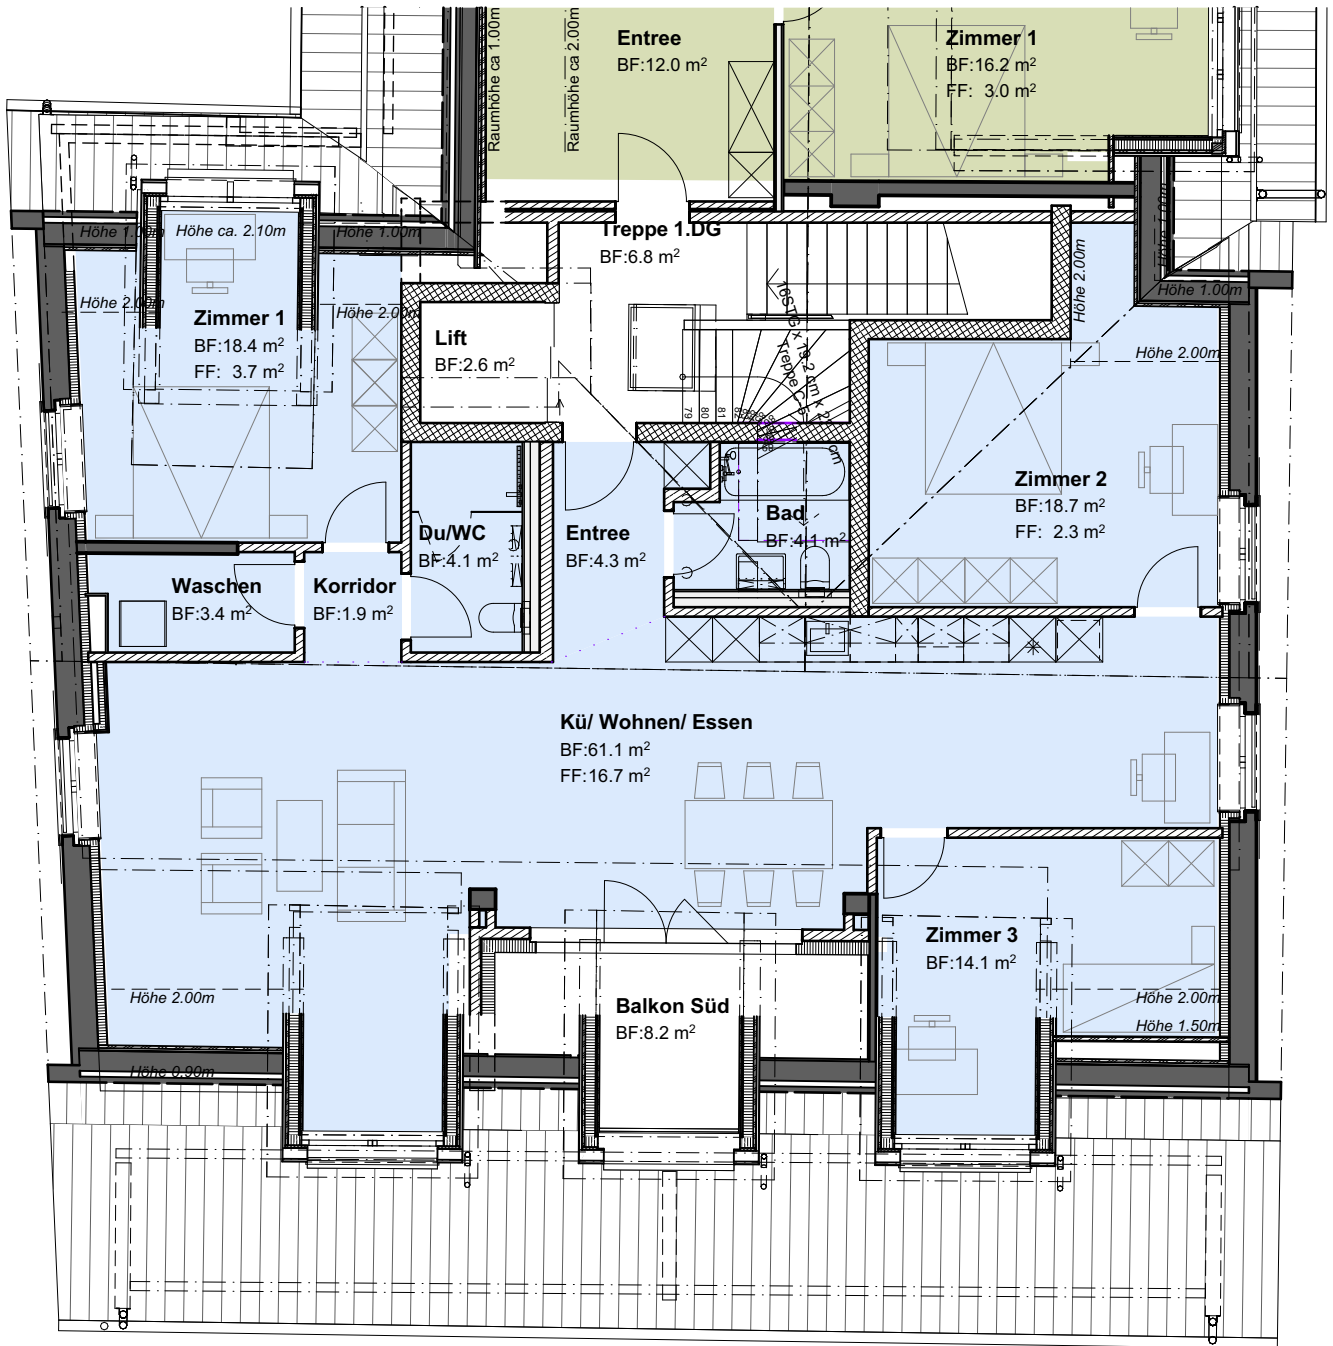 Raumhöhe ca 1.00m
Raumhöhe ca 2.00m
Entree
BF:12.0 m²
Zimmer 1
BF:16.2 m²
FF: 3.0 m²
Höhe 1.00m
Höhe ca. 2.10m
Höhe 1.00m
Treppe 1.DG
BF:6.8 m²
Höhe 2.00m
Höhe 1.00m
Höhe 2.00m
Höhe 2.00m
Zimmer 1
BF:18.4 m²
FF: 3.7 m²
Lift
BF:2.6 m²
Höhe 2.00m
79
80
81
Zimmer 2
BF:18.7 m²
FF: 2.3 m²
Du/WC
BF:4.1 m²
Entree
BF:4.3 m²
Bad
BF:4.1 m²
Waschen
BF:3.4 m²
Korridor
BF:1.9 m²
Kü/ Wohnen/ Essen
BF:61.1 m²
FF:16.7 m²
Zimmer 3
BF:14.1 m²
Höhe 2.00m
Balkon Süd
BF:8.2 m²
Höhe 2.00m
Höhe 1.50m
Höhe 0.90m